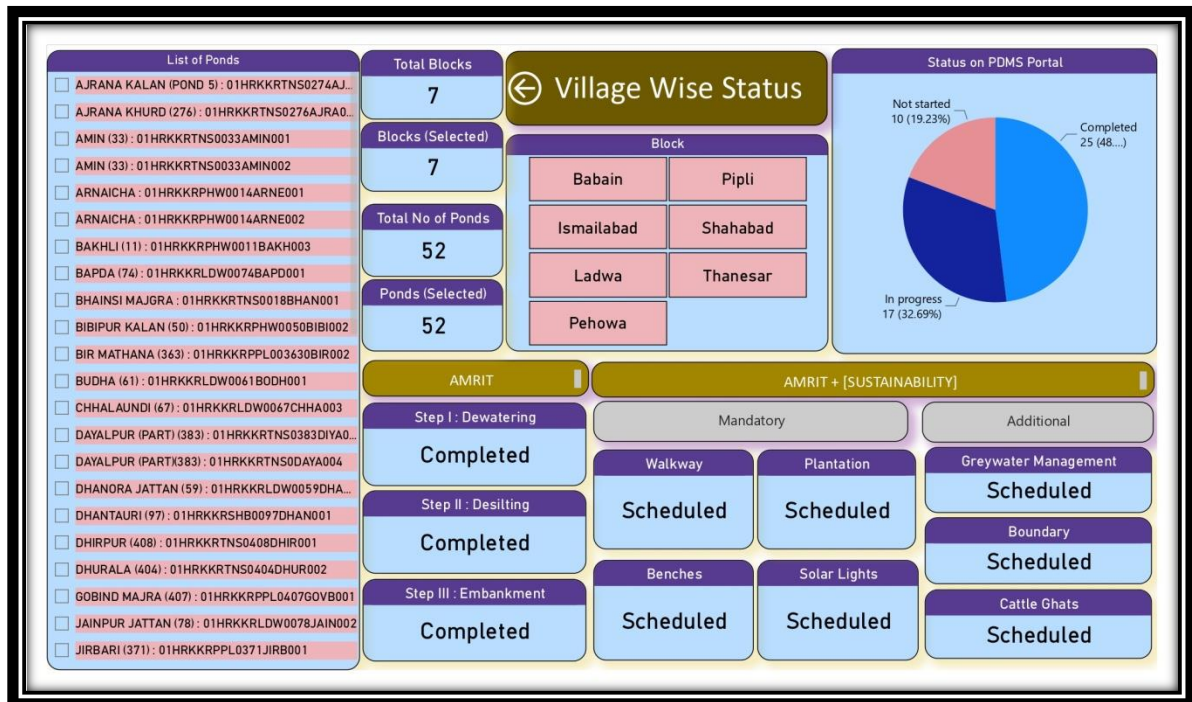 List of Ponds
AJRANA KALAN (POND 5) : 01HRKKRTNS0274AJ...
AJRANA KHURD (276) : 01HRKKRTNS0276AJRA0...
AMIN (33) : 01HRKKRTNS0033AMIN001
AMIN (33) : 01HRKKRTNS0033AMIN002
ARNAICHA : 01HRKKRPHW0014ARNE001
ARNAICHA : 01HRKKRPHW0014ARNE002
BAKHLI (11) : 01HRKKRPHW0011BAKH003
BAPDA (74) : 01HRKKRLDW0074BAPD001
BHAINSI MAJGRA : 01HRKKRTNS0018BHAN001
BIBIPUR KALAN (50) : 01HRKKRPHW0050BIBI002
BIR MATHANA (363) : 01HRKKRPPL003630BIR002
BUDHA (61) : 01HRKKRLDW0061BODH001
CHHALAUNDI (67) : 01HRKKRLDW0067CHHA003
DAYALPUR (PART) (383) : 01HRKKRTNS0383DIYA0...
DAYALPUR (PART)(383) : 01HRKKRTNS0DAYA004
DHANORA JATTAN (59) : 01HRKKRLDW0059DHA...
DHANTAURI (97) : 01HRKKRSHB0097DHAN001
DHIRPUR (408) : 01HRKKRTNS0408DHIR001
DHURALA (404) : 01HRKKRTNS0404DHUR002
GOBIND MAJRA (407) : 01HRKKRPPL0407GOVB001
JAINPUR JATTAN (78) : 01HRKKRLDW0078JAIN002
JIRBARI (371) : 01HRKKRPPL0371JIRB001
Total Blocks
7
Blocks (Selected)
7
Total No of Ponds
52
Ponds (Selected)
52
Village Wise Status
Block
Babain
Pipli
Ismailabad
Shahabad
Ladwa
Thanesar
Pehowa
Status on PDMS Portal
Not started
10 (19.23%)
Completed
25 (48....)
In progress
17 (32.69%)
AMRIT
Step I : Dewatering
Completed
Step II : Desilting
Completed
Step III : Embankment
Completed
AMRIT + [SUSTAINABILITY]
Mandatory
Walkway
Scheduled
Plantation
Scheduled
Benches
Scheduled
Solar Lights
Scheduled
Additional
Greywater Management
Scheduled
Boundary
Scheduled
Cattle Ghats
Scheduled